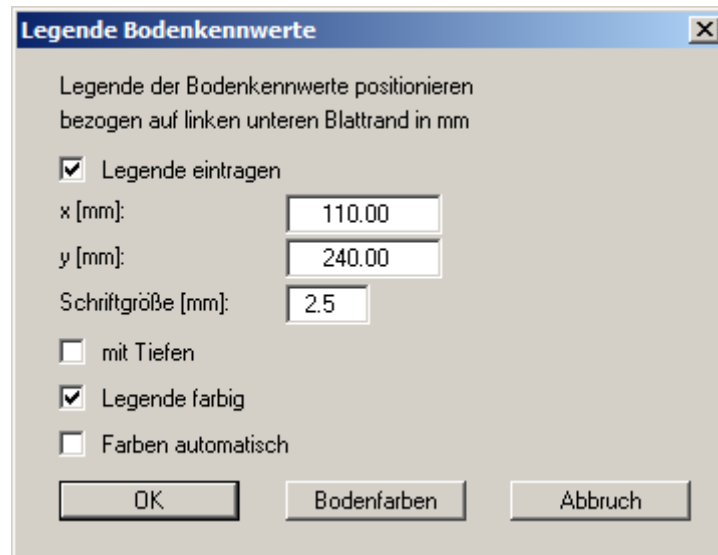 Legende Bodenkennwerte
Legende der Bodenkennwerte positionieren
bezogen auf linken unteren Blattrand in mm
Legende eintragen
x [mm]: 110.00
y [mm]: 240.00
Schriftgröße [mm]: 2.5
mit Tiefen
Legende farbig
Farben automatisch
OK Bodenfarben Abbruch